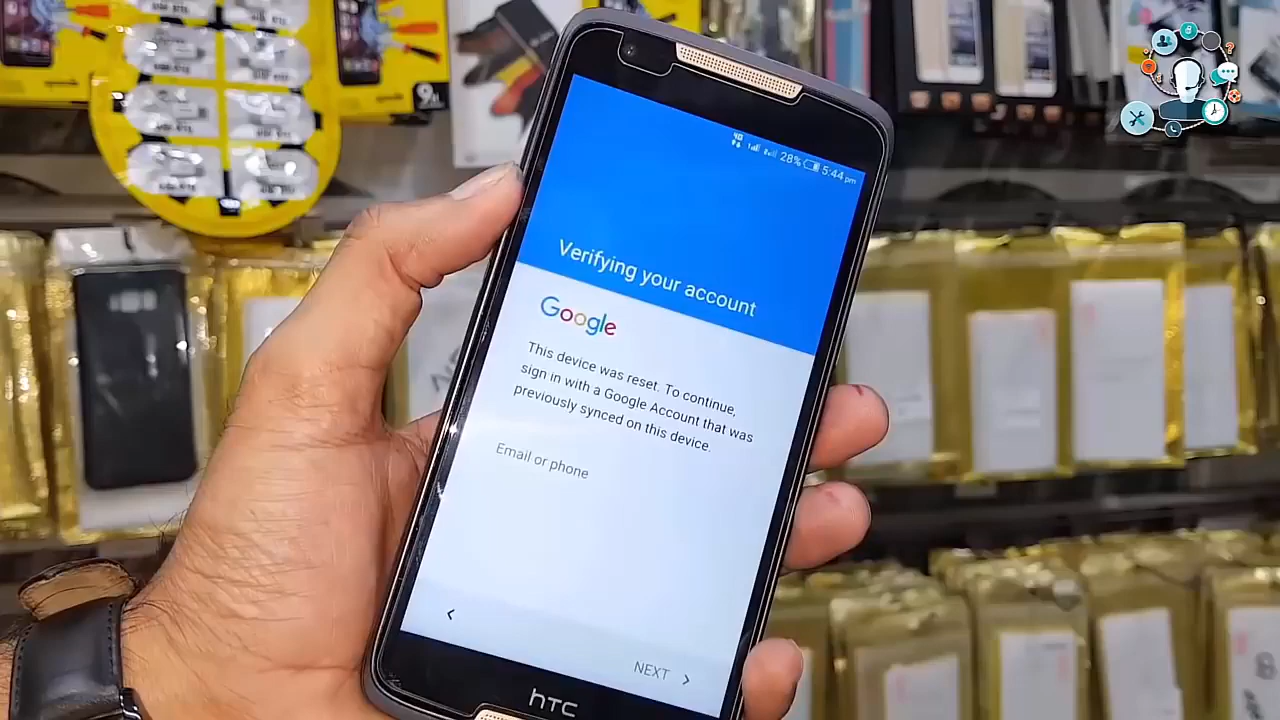 4G
28%
5:44 pm
Verifying your account
Google
This device was reset. To continue,
sign in with a Google Account that was
previously synced on this device.
Email or phone
NEXT
hTC